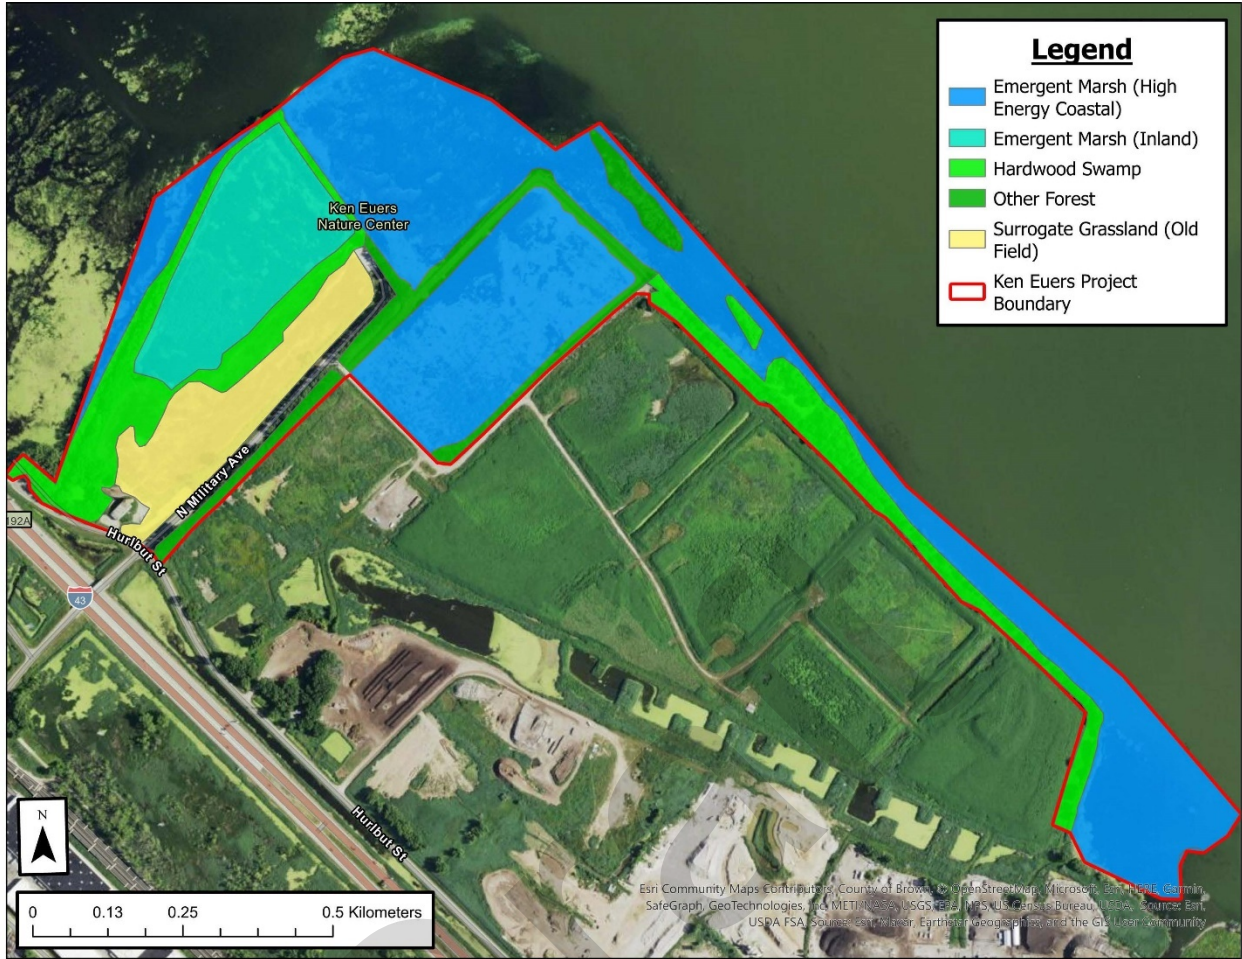 Legend
Emergent Marsh (High
Energy Coastal)
Emergent Marsh (Inland)
Hardwood Swamp
Other Forest
Surrogate Grassland (Old
Field)
Ken Euers Project
Boundary
Ken Euers
Nature Center
N Military Ave
192A
Hurlbut St
43
Hurlbut St
N
0 0.13 0.25 0.5 Kilometers
Esri Community Maps Contributors, County of Brown, © OpenStreetMap, Microsoft, Esri, HERE, Garmin,
SafeGraph, GeoTechnologies, Inc, METI/NASA, USGS, EPA, NPS, US Census Bureau, USDA, Source: Esri,
USDA FSA, Source: Esri, Maxar, Earthstar Geographics, and the GIS User Community